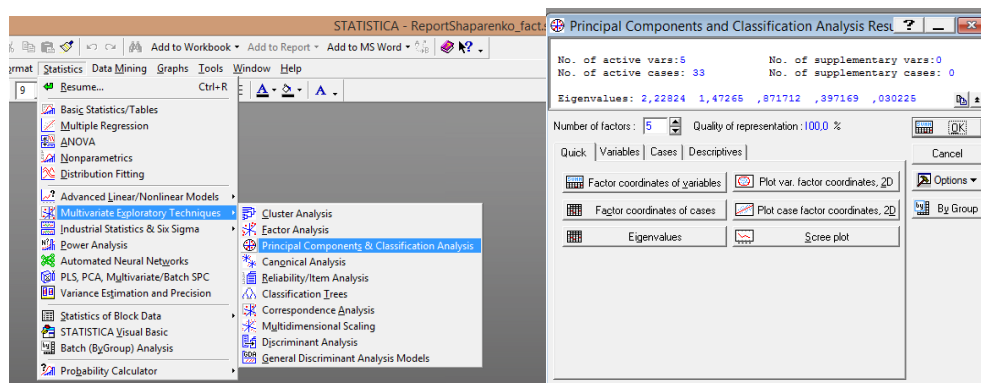 STATISTICA - ReportShaparenko_fact.s
Add to Workbook Add to Report Add to MS Word
ormat Statistics Data Mining Graphs Tools Window Help
9
Resume... Ctrl+R
Basic Statistics/Tables
Multiple Regression
ANOVA
Nonparametrics
Distribution Fitting
Advanced Linear/Nonlinear Models
Multivariate Exploratory Techniques
Industrial Statistics & Six Sigma
Power Analysis
Automated Neural Networks
PLS, PCA, Multivariate/Batch SPC
Variance Estimation and Precision
Statistics of Block Data
STATISTICA Visual Basic
Batch (ByGroup) Analysis
Probability Calculator
Cluster Analysis
Factor Analysis
Principal Components & Classification Analysis
Canonical Analysis
Reliability/Item Analysis
Classification Trees
Correspondence Analysis
Multidimensional Scaling
Discriminant Analysis
General Discriminant Analysis Models
Principal Components and Classification Analysis Resu
No. of active vars:5 No. of supplementary vars:0
No. of active cases: 33 No. of supplementary cases: 0
Eigenvalues: 2,22824 1,47265 ,871712 ,397169 ,030225
Number of factors: 5 Quality of representation: 100,0 %
OK
Quick Variables Cases Descriptives
Cancel
Factor coordinates of variables Plot var. factor coordinates, 2D
Options
Factor coordinates of cases Plot case factor coordinates, 2D
By Group
Eigenvalues Scree plot